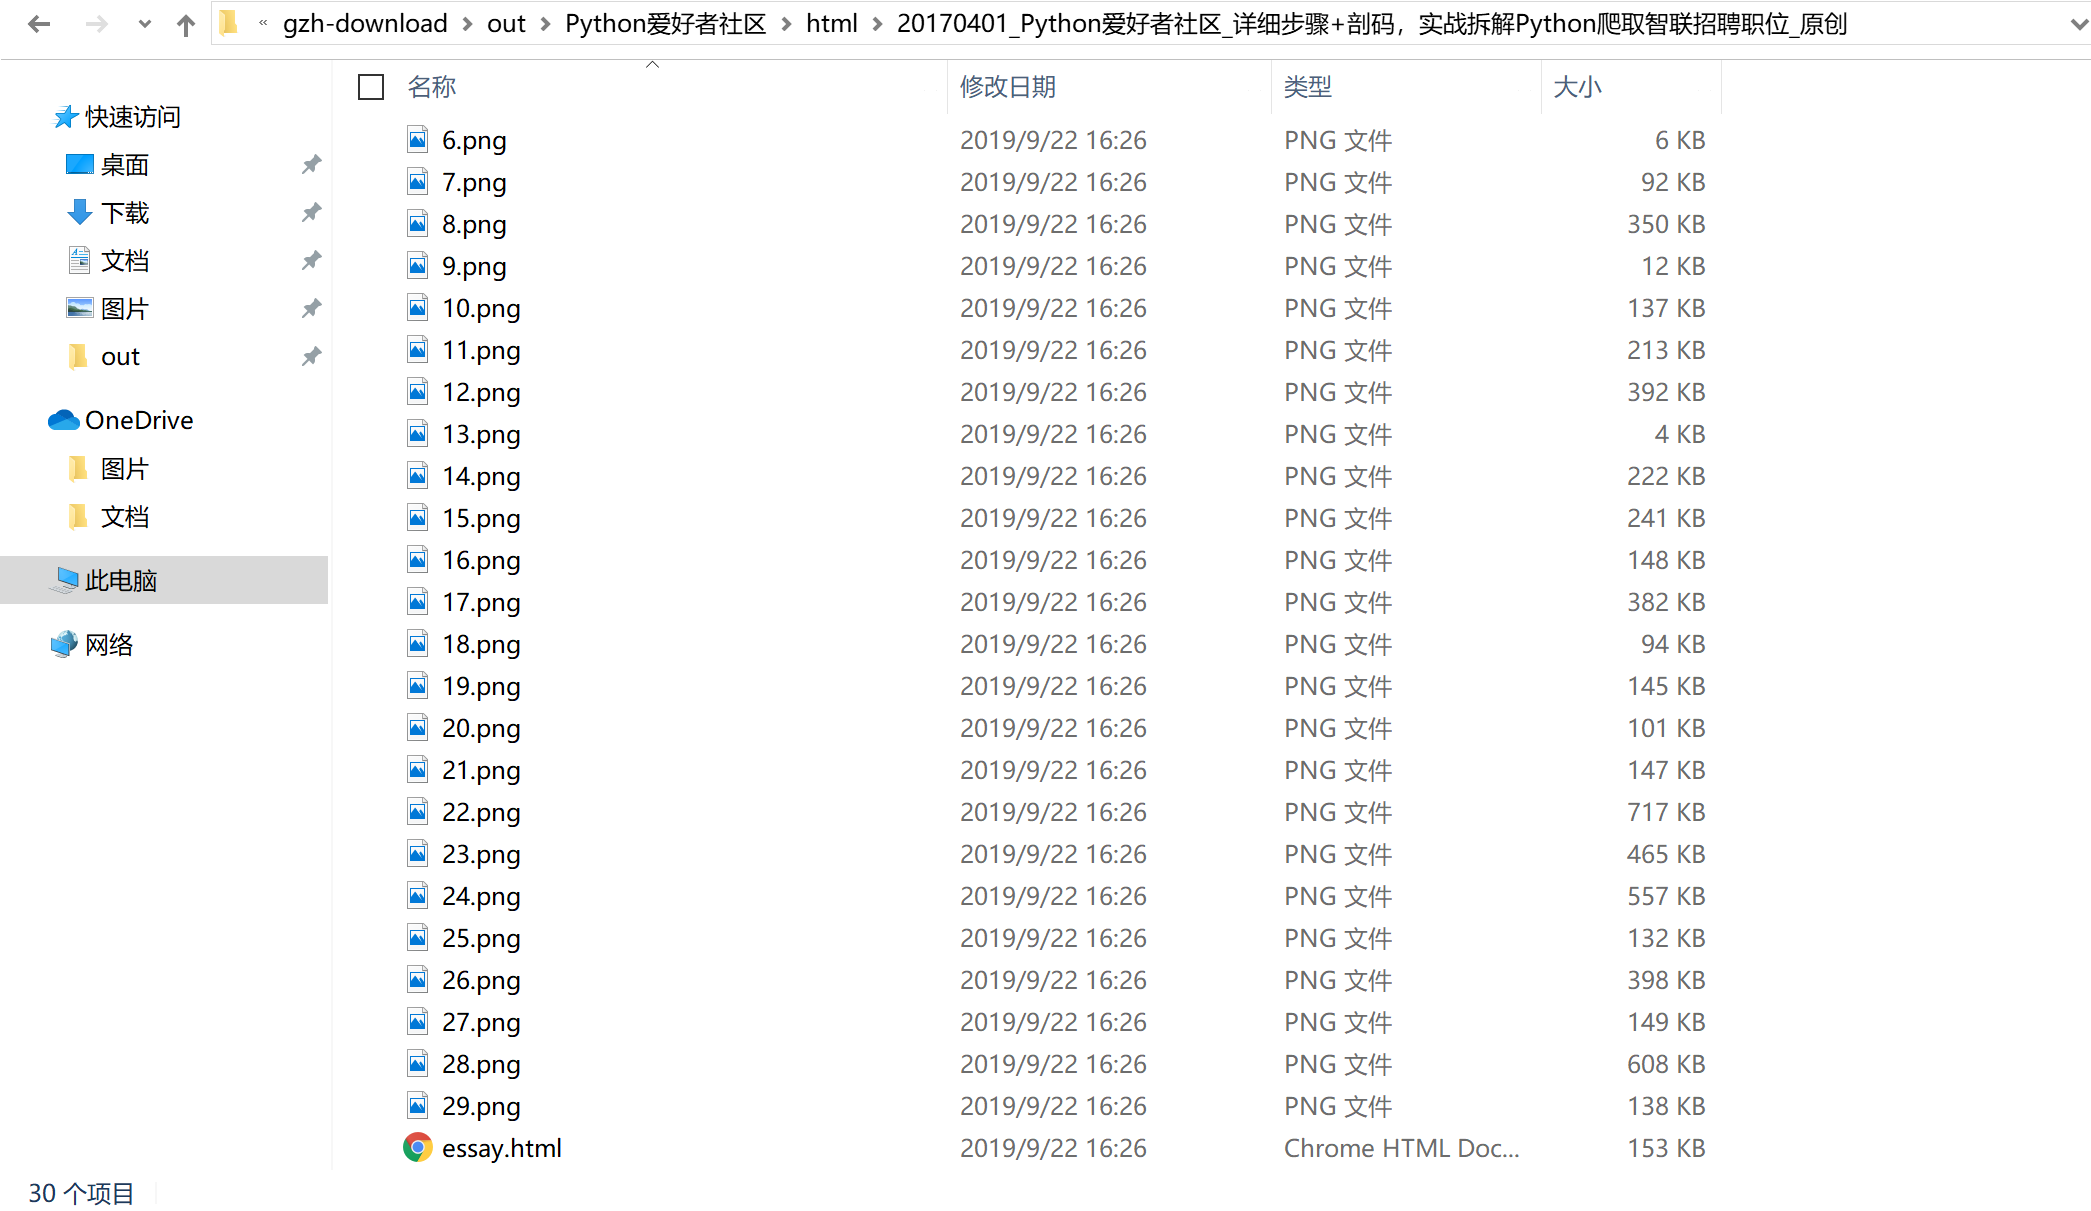 « gzh-download > out > Python爱好者社区 > html > 20170401_Python爱好者社区_详细步骤+剖码，实战拆解Python爬取智联招聘职位_原创
快速访问
桌面
下载
文档
图片
out
OneDrive
图片
文档
此电脑
网络
名称 修改日期 类型 大小
6.png 2019/9/22 16:26 PNG 文件 6 KB
7.png 2019/9/22 16:26 PNG 文件 92 KB
8.png 2019/9/22 16:26 PNG 文件 350 KB
9.png 2019/9/22 16:26 PNG 文件 12 KB
10.png 2019/9/22 16:26 PNG 文件 137 KB
11.png 2019/9/22 16:26 PNG 文件 213 KB
12.png 2019/9/22 16:26 PNG 文件 392 KB
13.png 2019/9/22 16:26 PNG 文件 4 KB
14.png 2019/9/22 16:26 PNG 文件 222 KB
15.png 2019/9/22 16:26 PNG 文件 241 KB
16.png 2019/9/22 16:26 PNG 文件 148 KB
17.png 2019/9/22 16:26 PNG 文件 382 KB
18.png 2019/9/22 16:26 PNG 文件 94 KB
19.png 2019/9/22 16:26 PNG 文件 145 KB
20.png 2019/9/22 16:26 PNG 文件 101 KB
21.png 2019/9/22 16:26 PNG 文件 147 KB
22.png 2019/9/22 16:26 PNG 文件 717 KB
23.png 2019/9/22 16:26 PNG 文件 465 KB
24.png 2019/9/22 16:26 PNG 文件 557 KB
25.png 2019/9/22 16:26 PNG 文件 132 KB
26.png 2019/9/22 16:26 PNG 文件 398 KB
27.png 2019/9/22 16:26 PNG 文件 149 KB
28.png 2019/9/22 16:26 PNG 文件 608 KB
29.png 2019/9/22 16:26 PNG 文件 138 KB
essay.html 2019/9/22 16:26 Chrome HTML Doc... 153 KB
30 个项目